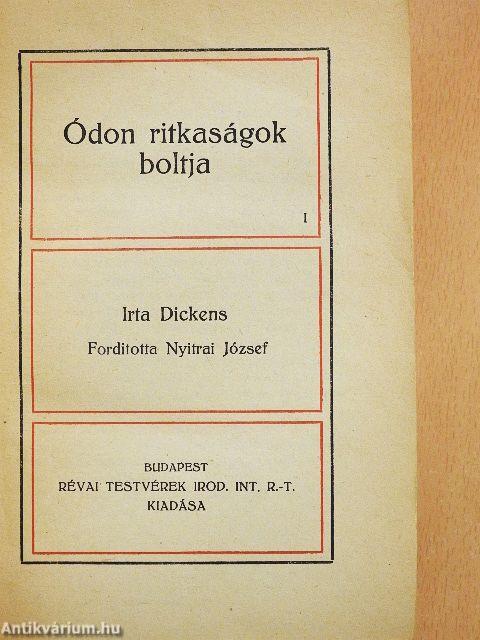 Ódon ritkaságok
boltja
I
Irta Dickens
Forditotta Nyitrai József
BUDAPEST
RÉVAI TESTVÉREK IROD. INT. R.-T.
KIADÁSA
Antikvárium.hu